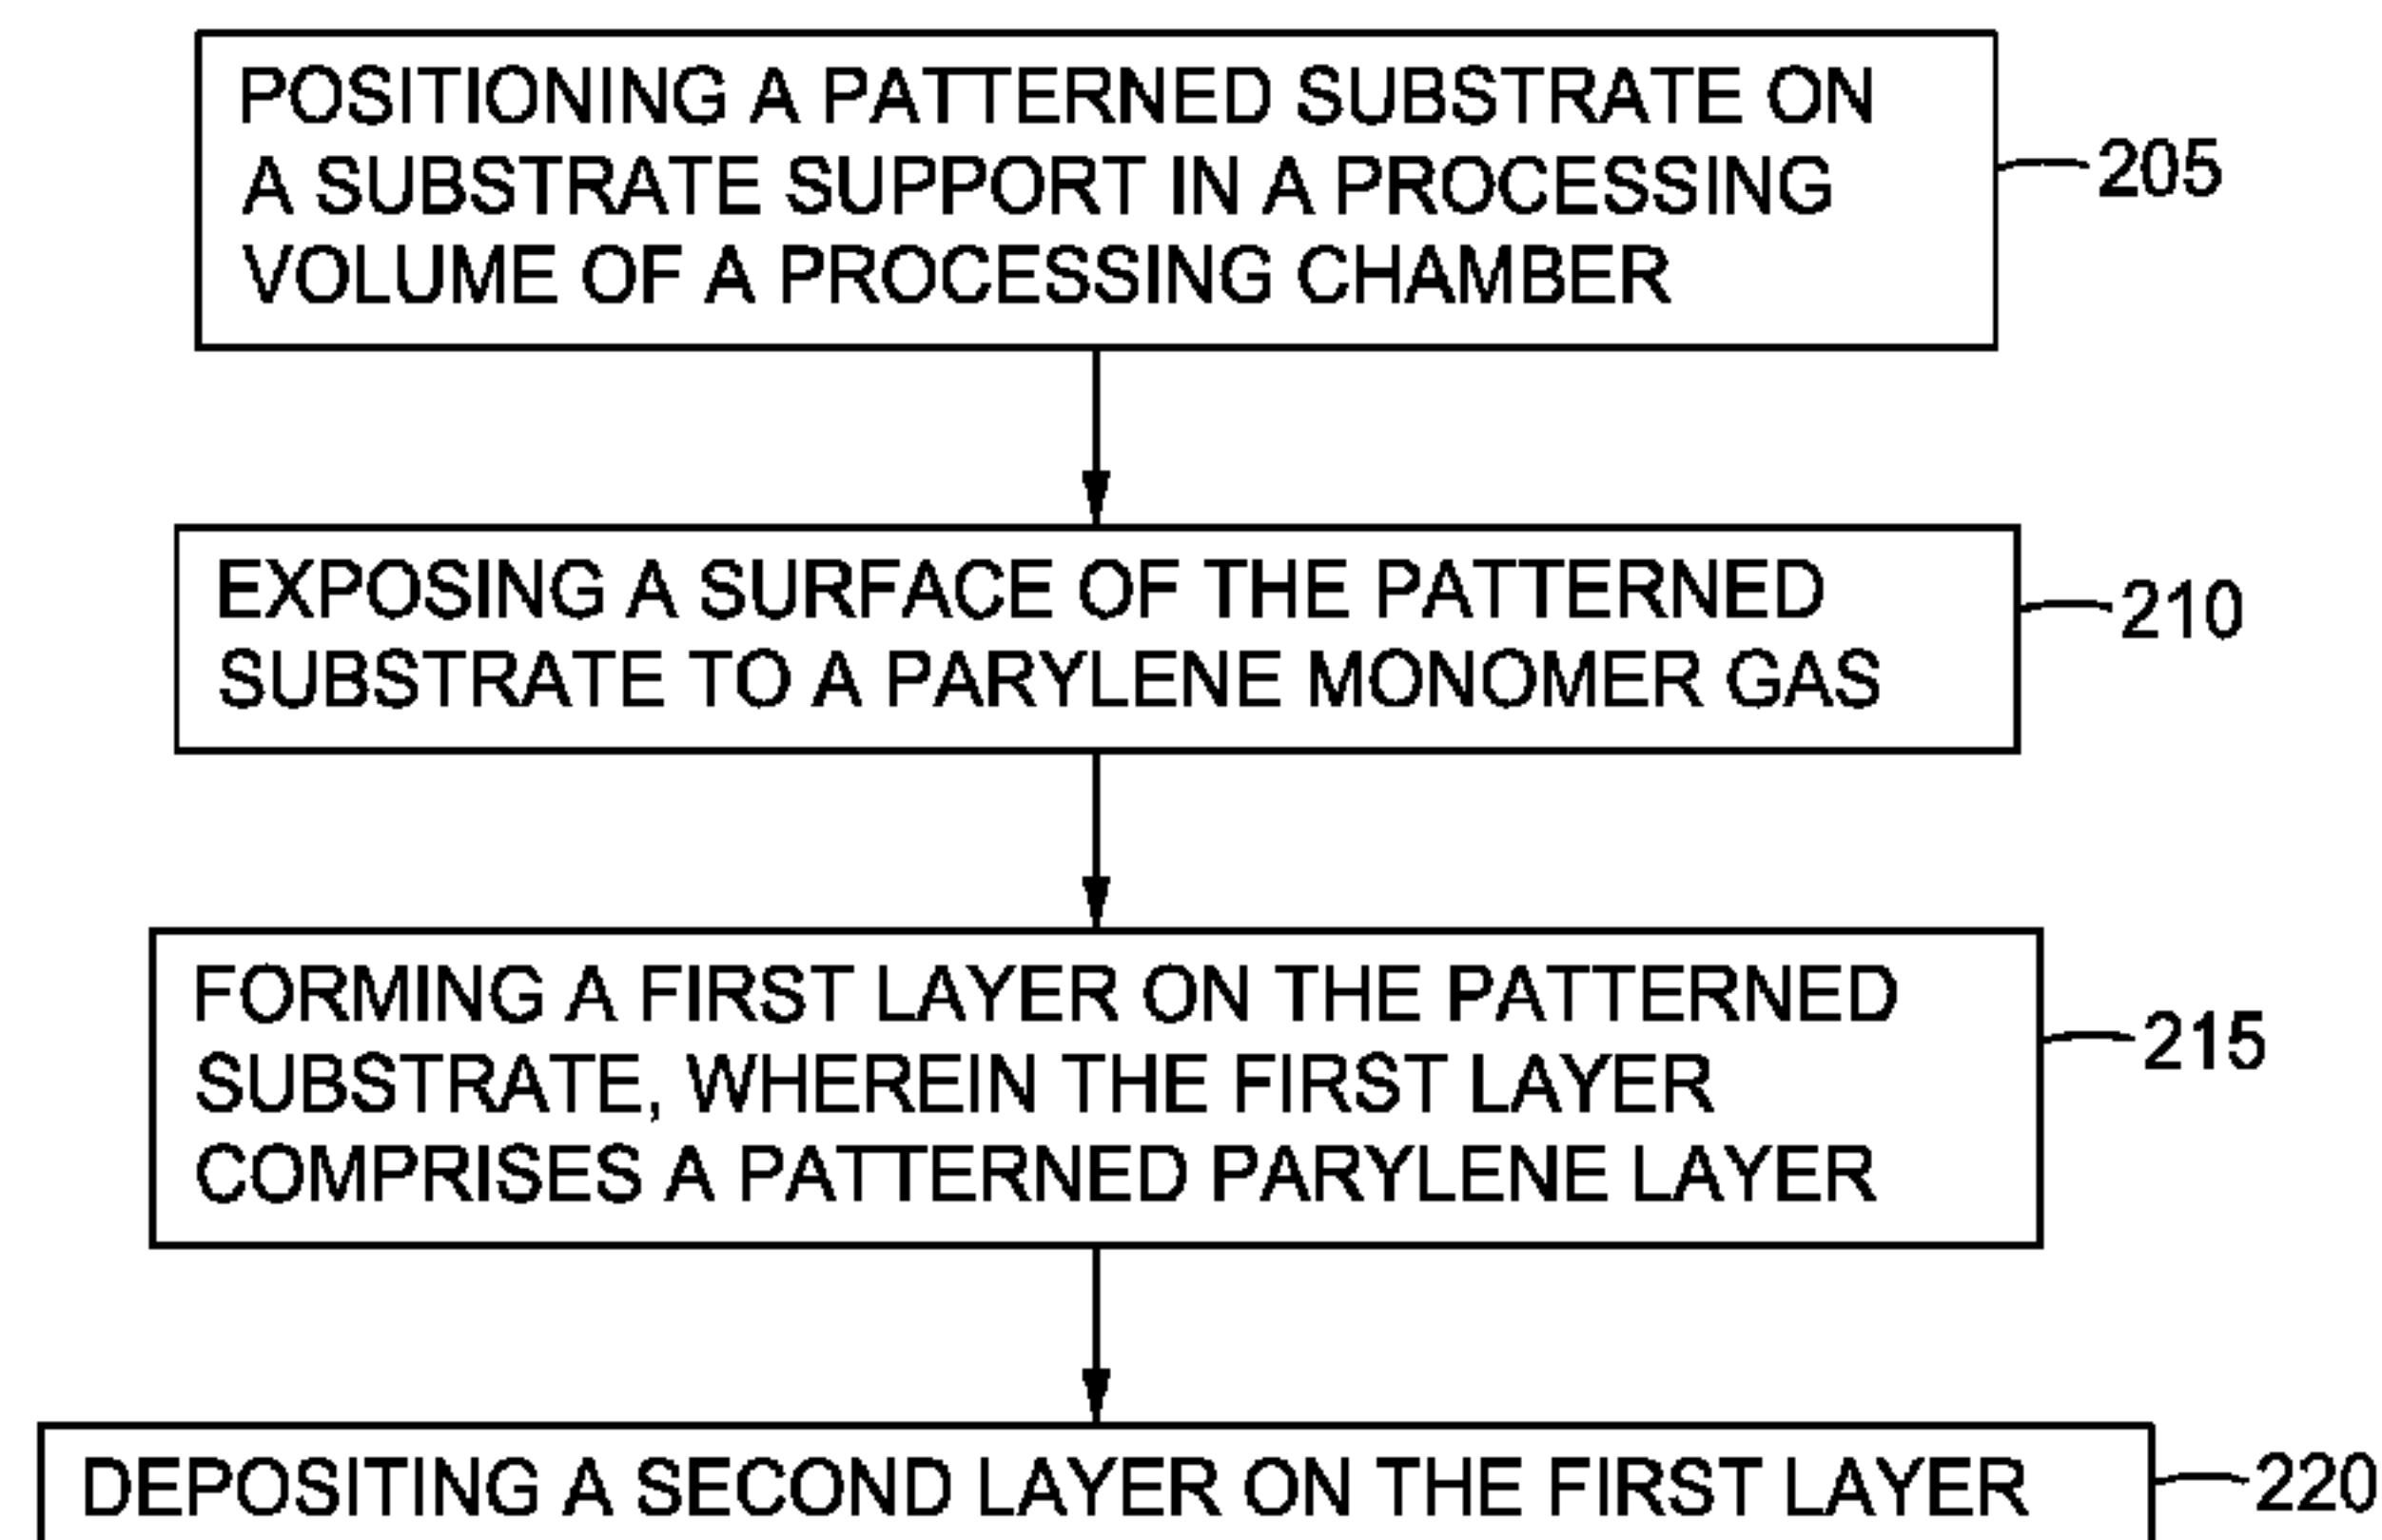 POSITIONING A PATTERNED SUBSTRATE ON
A SUBSTRATE SUPPORT IN A PROCESSING
VOLUME OF A PROCESSING CHAMBER
205
EXPOSING A SURFACE OF THE PATTERNED
SUBSTRATE TO A PARYLENE MONOMER GAS
210
FORMING A FIRST LAYER ON THE PATTERNED
SUBSTRATE, WHEREIN THE FIRST LAYER
COMPRISES A PATTERNED PARYLENE LAYER
215
DEPOSITING A SECOND LAYER ON THE FIRST LAYER
220